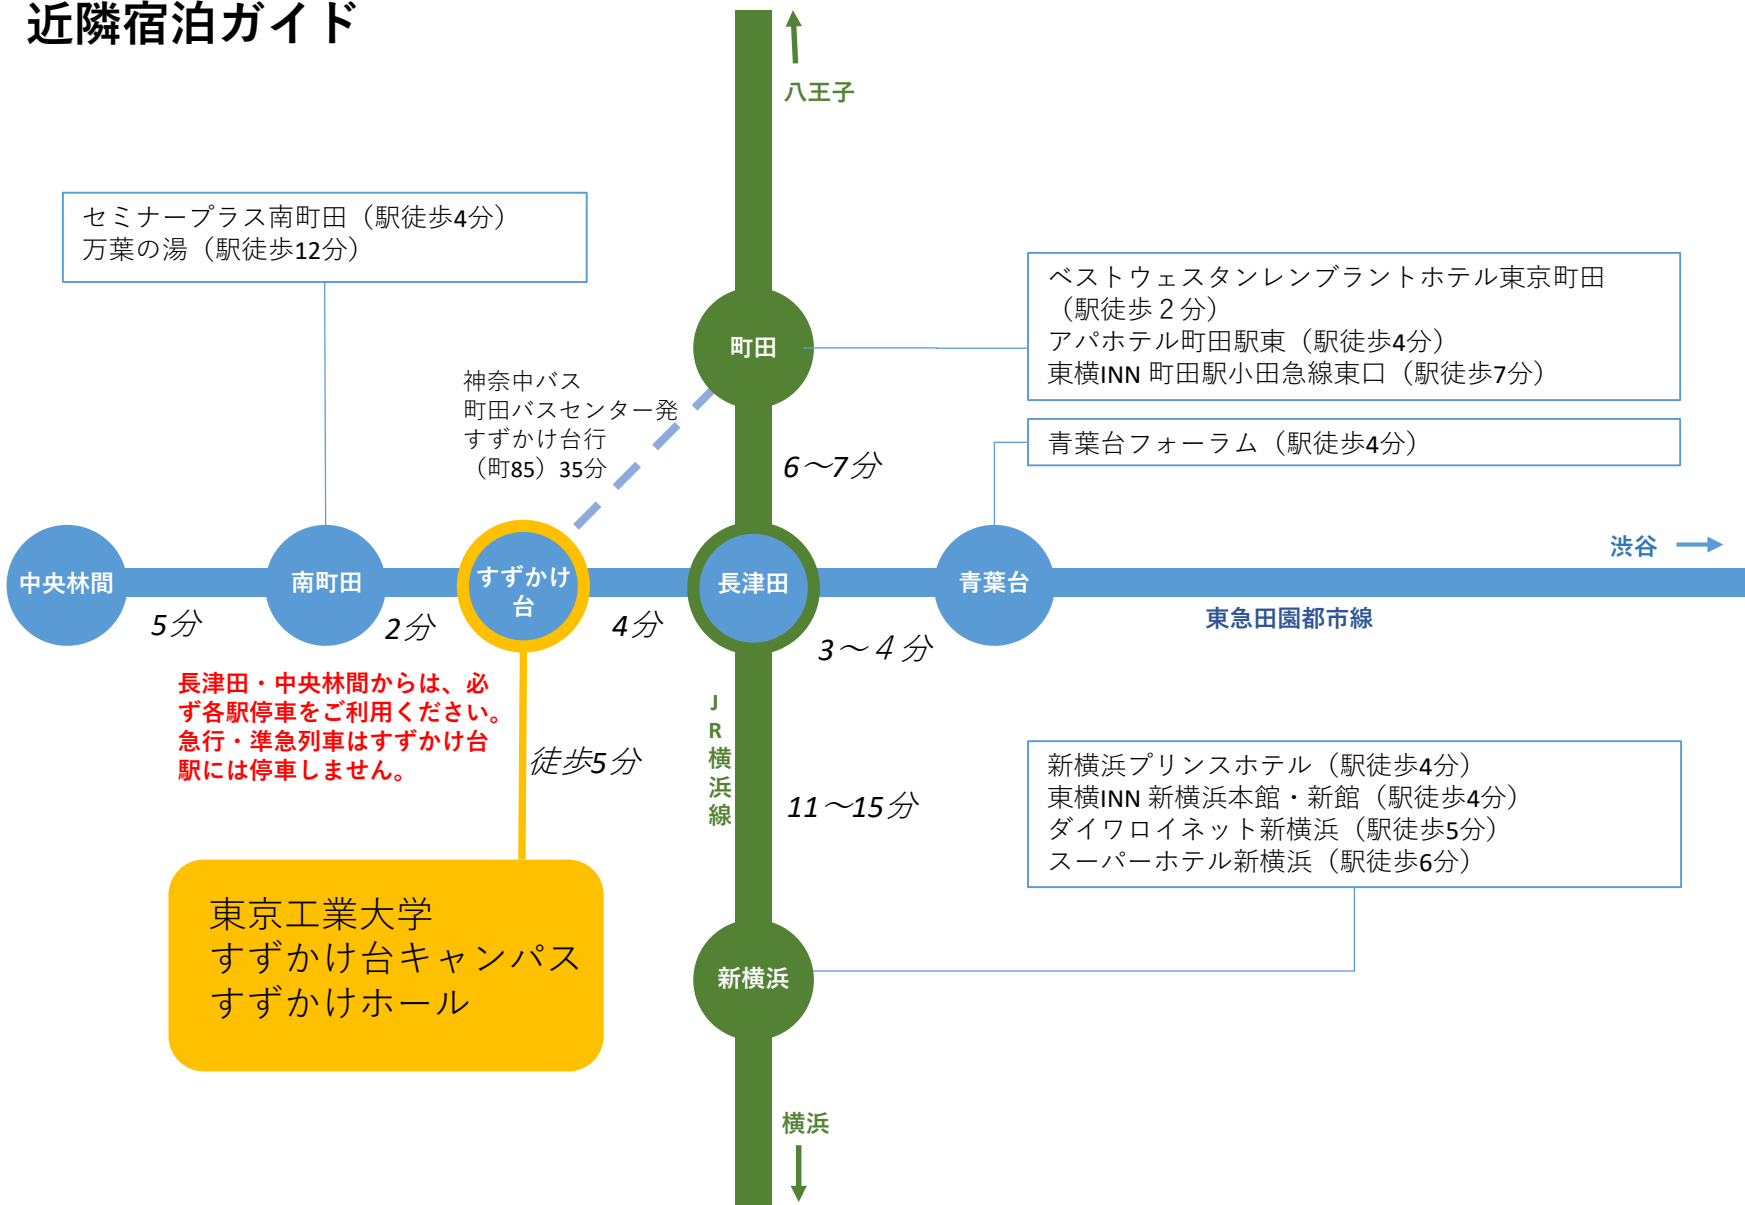 近隣宿泊ガイド
八王子
セミナープラス南町田（駅徒歩4分）
万葉の湯（駅徒歩12分）
ベストウェスタンレンブラントホテル東京町田
（駅徒歩２分）
アパホテル町田駅東（駅徒歩4分）
東横INN 町田駅小田急線東口（駅徒歩7分）
町田
神奈中バス
町田バスセンター発
すずかけ台行
（町85）35分
6～7分
青葉台フォーラム（駅徒歩4分）
中央林間
南町田
すずかけ
台
長津田
青葉台
渋谷
5分
2分
4分
3～４分
東急田園都市線
長津田・中央林間からは、必
ず各駅停車をご利用ください。
急行・準急列車はすずかけ台
駅には停車しません。
徒歩5分
JR横浜線
11～15分
新横浜プリンスホテル（駅徒歩4分）
東横INN 新横浜本館・新館（駅徒歩4分）
ダイワロイネット新横浜（駅徒歩5分）
スーパーホテル新横浜（駅徒歩6分）
東京工業大学
すずかけ台キャンパス
すずかけホール
新横浜
横浜